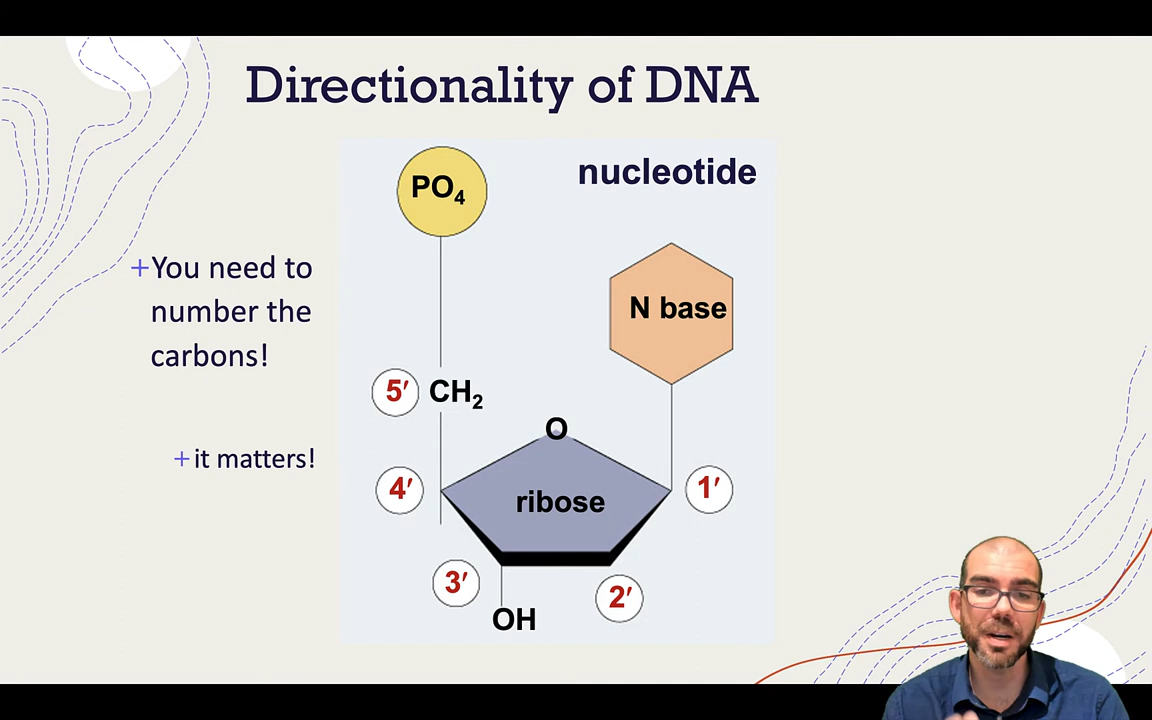 Directionality of DNA
PO₄
nucleotide
+You need to
number the
carbons!
N base
5′ CH₂
O
+ it matters!
4′
ribose
1′
3′
2′
OH